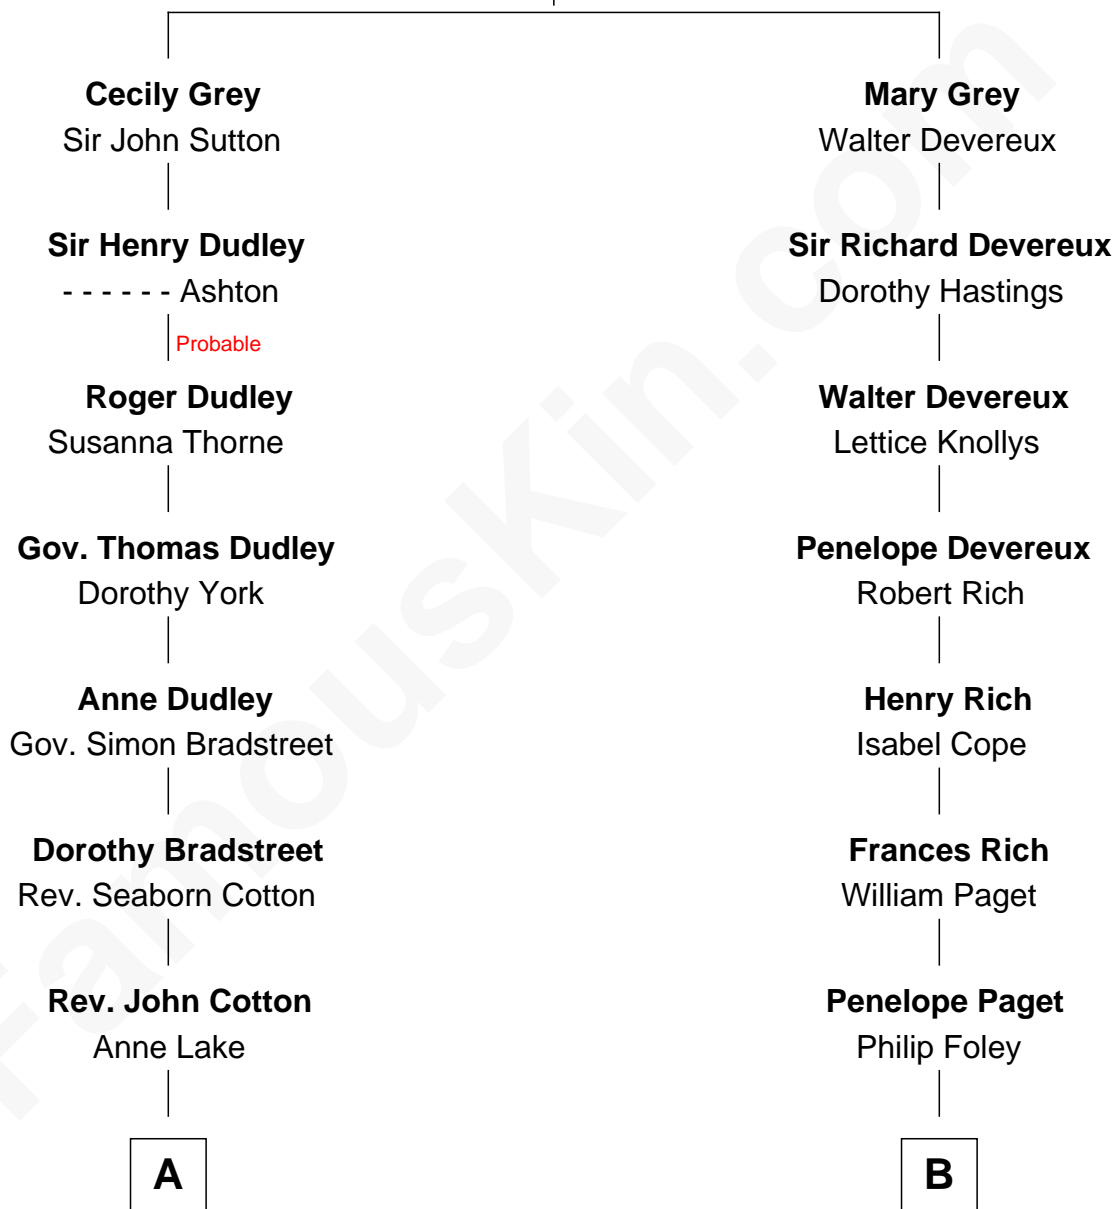 Cecily Grey
Sir John Sutton
Sir Henry Dudley
- - - - - - Ashton
Probable
Roger Dudley
Susanna Thorne
Gov. Thomas Dudley
Dorothy York
Anne Dudley
Gov. Simon Bradstreet
Dorothy Bradstreet
Rev. Seaborn Cotton
Rev. John Cotton
Anne Lake
A
Mary Grey
Walter Devereux
Sir Richard Devereux
Dorothy Hastings
Walter Devereux
Lettice Knollys
Penelope Devereux
Robert Rich
Henry Rich
Isabel Cope
Frances Rich
William Paget
Penelope Paget
Philip Foley
B
FamousKin.com